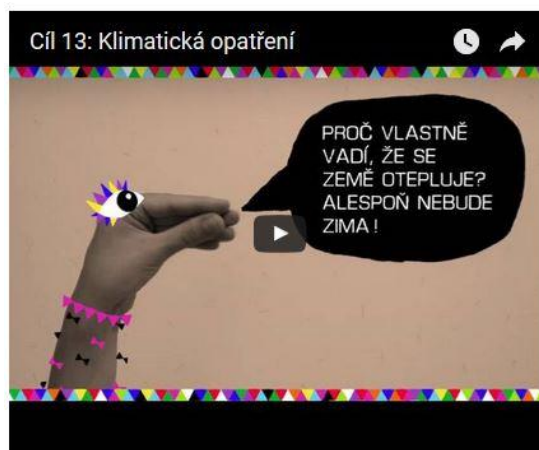 Cíl 13: Klimatická opatření
PROČ VLASTNĚ
VADÍ, ŽE SE
ZEMĚ OTEPLUJE?
ALESPOŇ NEBUDE
ZIMA!